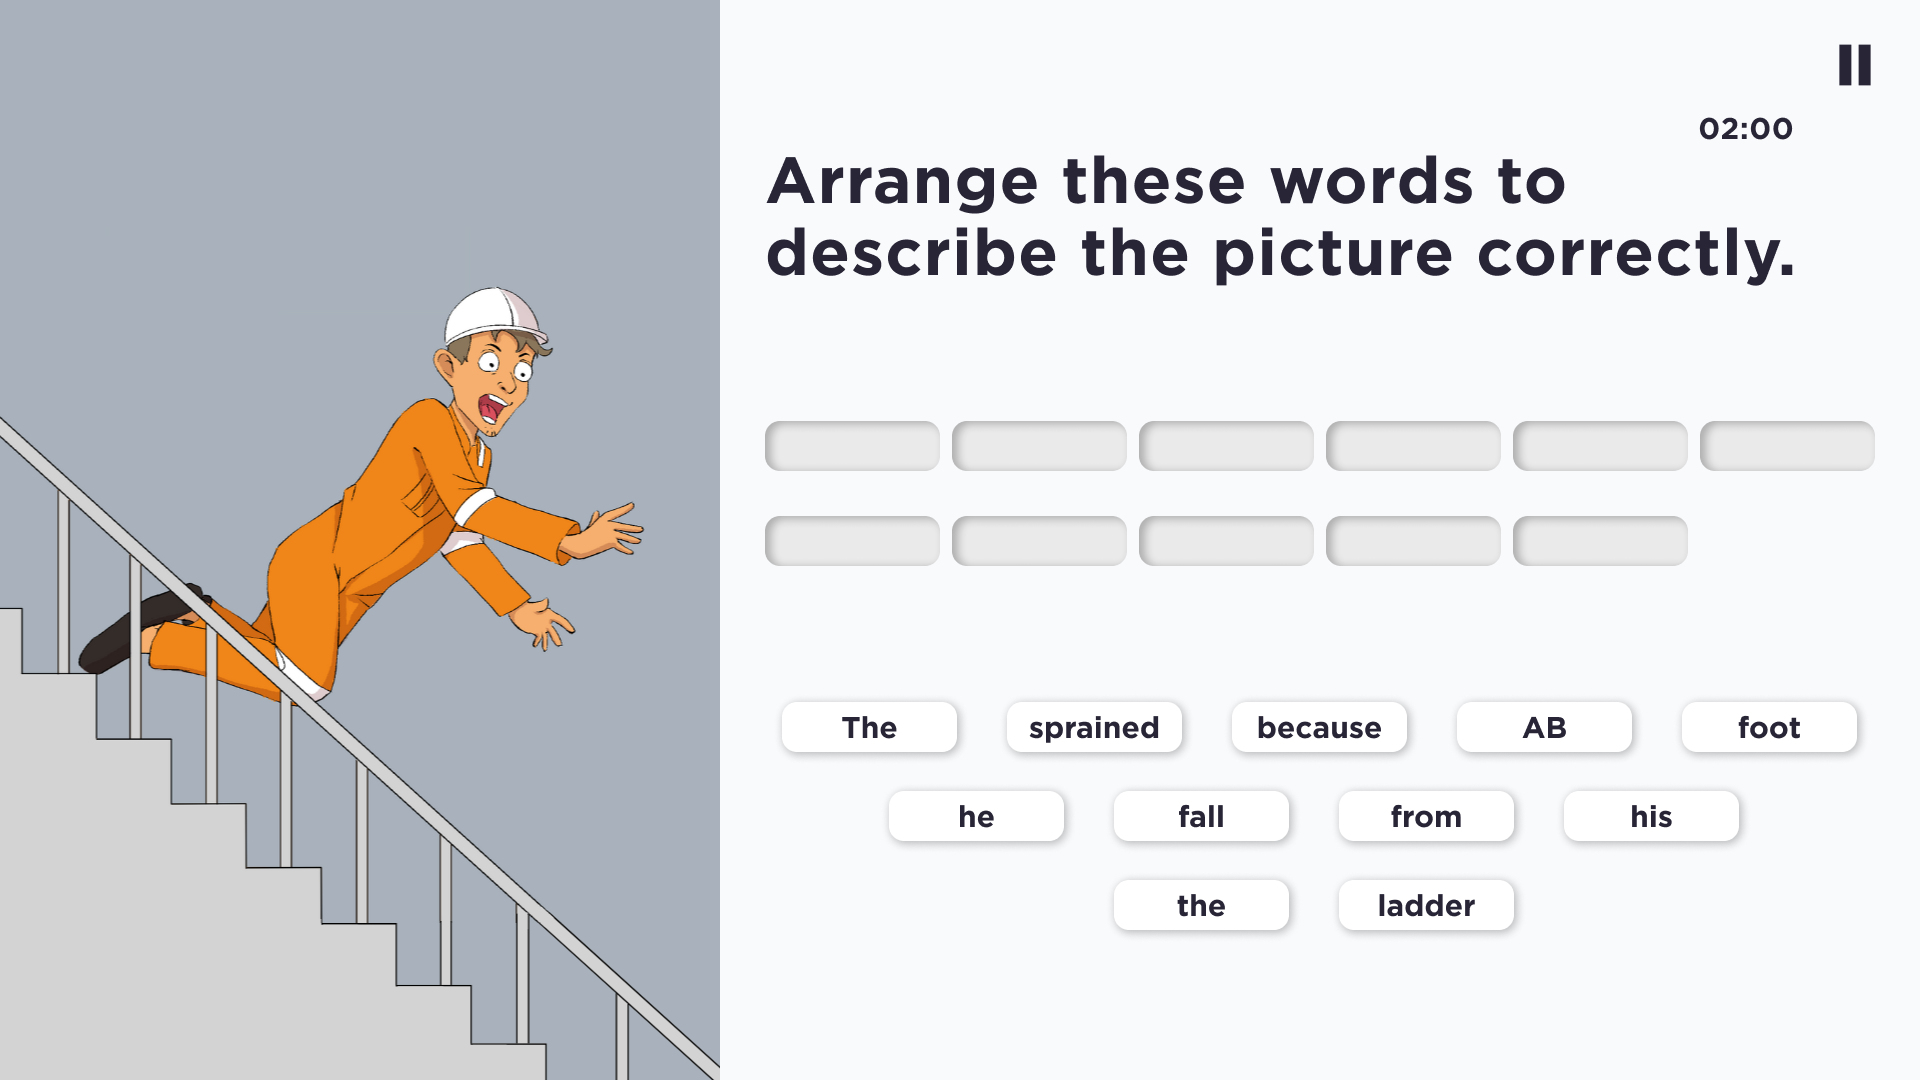 02:00
Arrange these words to
describe the picture correctly.
The sprained because AB foot
he fall from his
the ladder